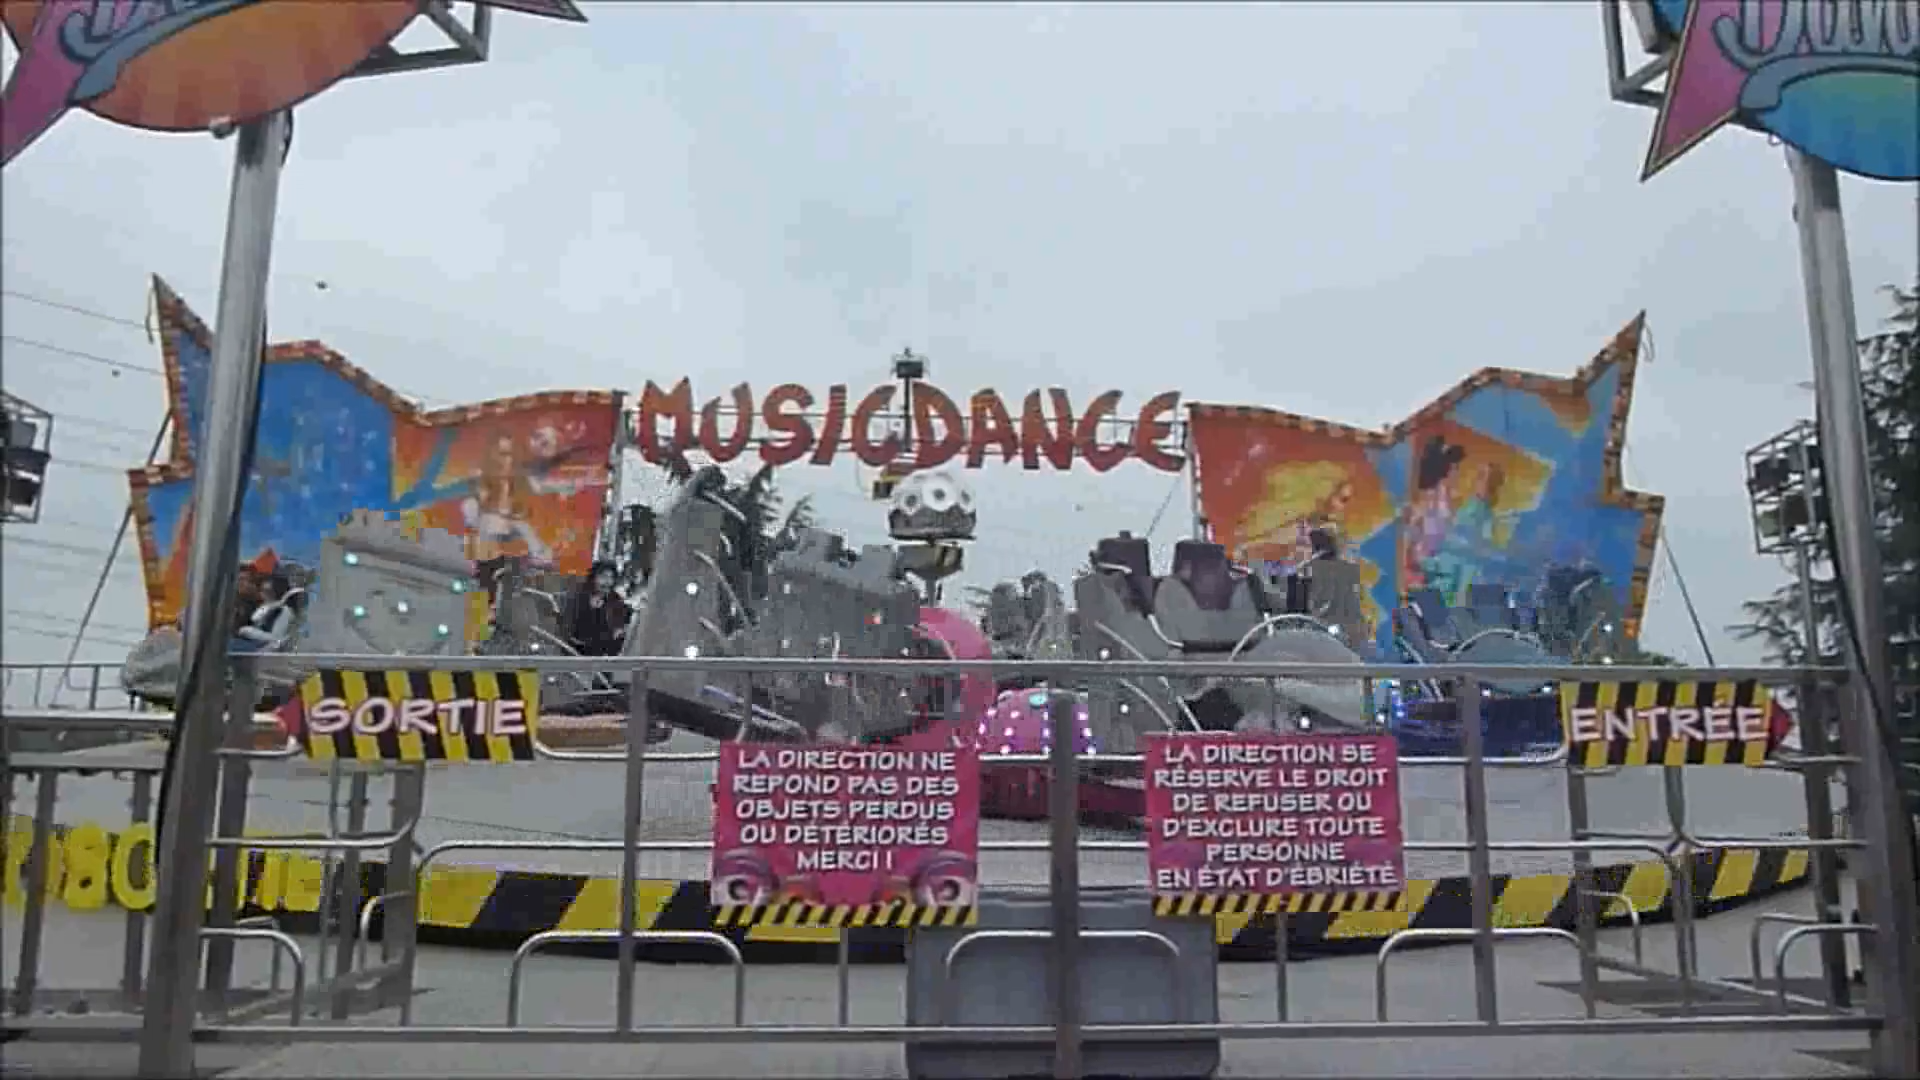 MUSICDANCE
SORTIE
ENTRÉE
LA DIRECTION NE
REPOND PAS DES
OBJETS PERDUS
OU DÉTÉRIORÉS
MERCI !
LA DIRECTION SE
RÉSERVE LE DROIT
DE REFUSER OU
D'EXCLURE TOUTE
PERSONNE
EN ÉTAT D'ÉBRIÉTÉ